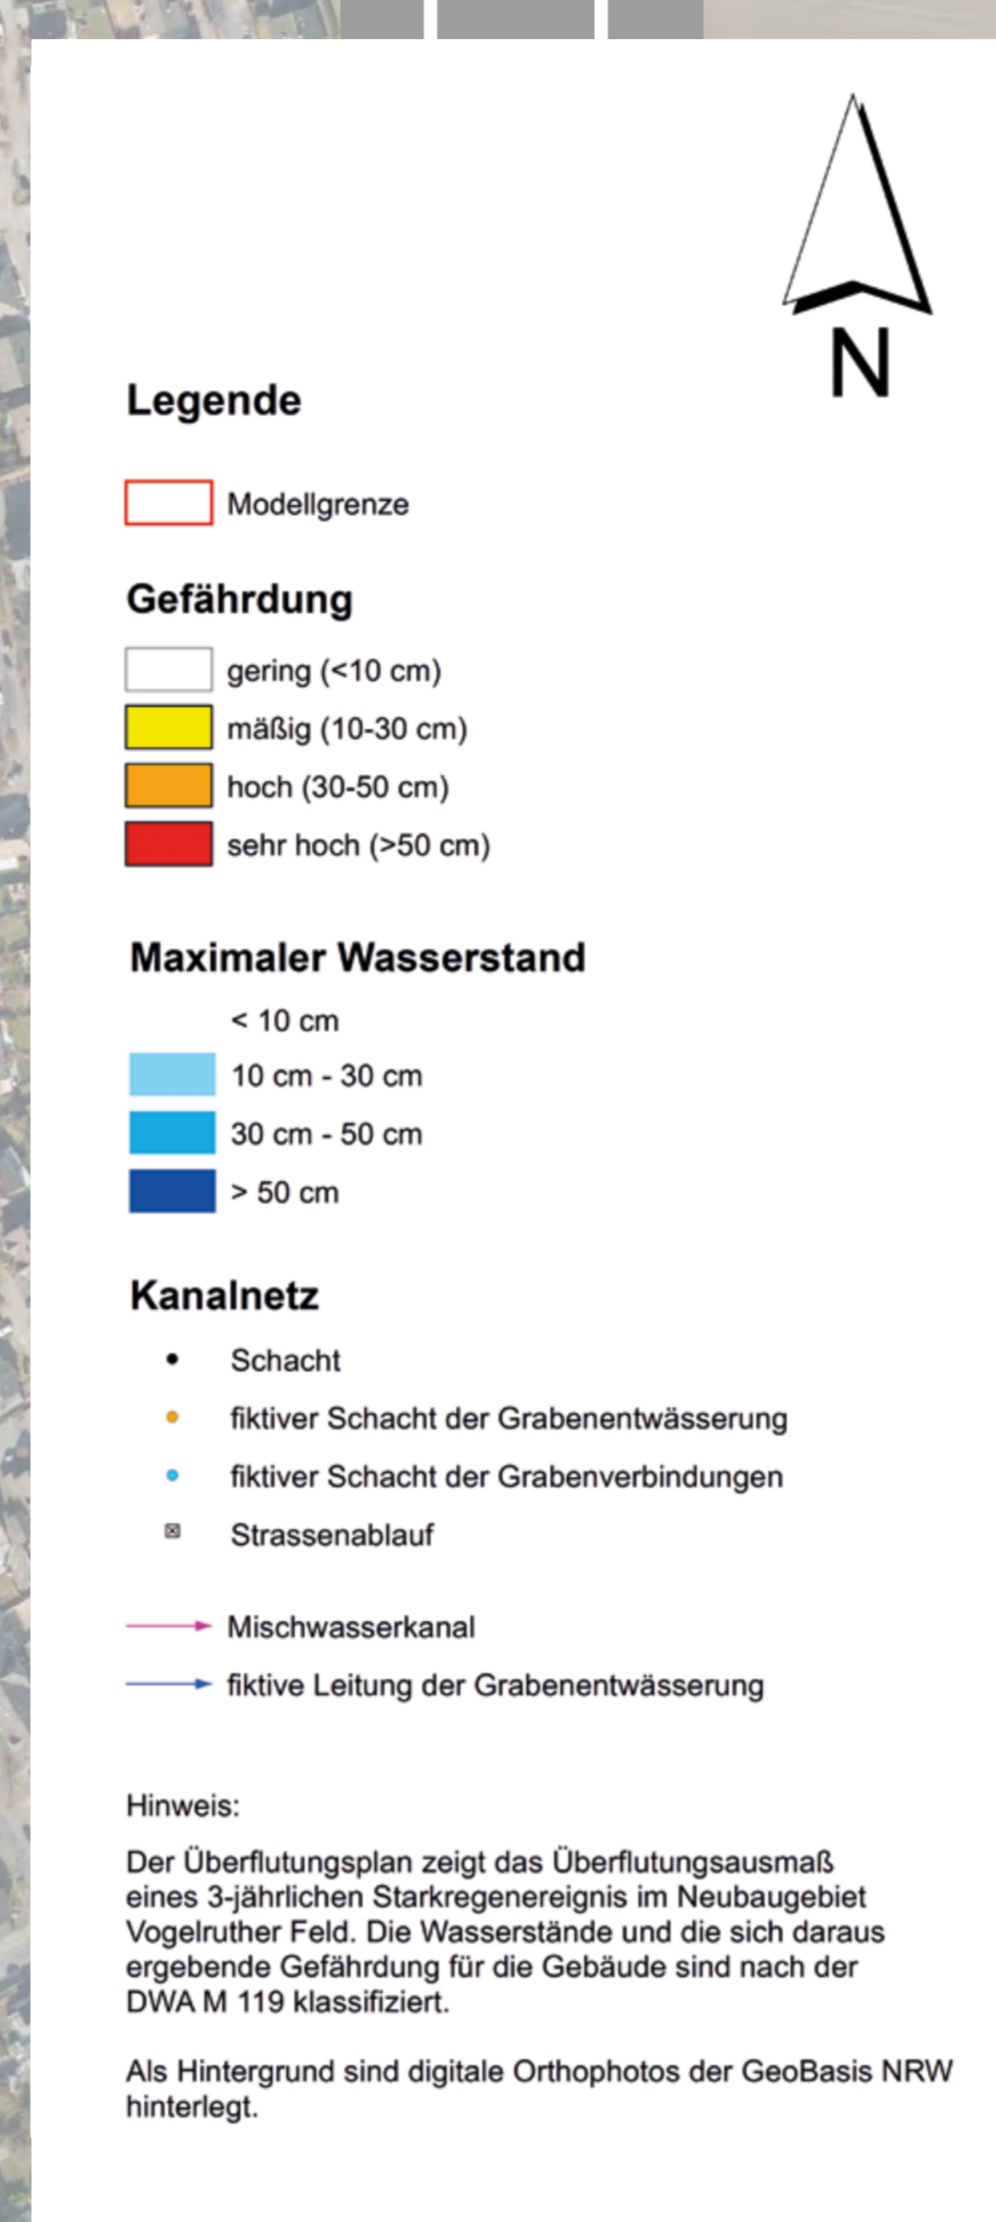 N
Legende
Modellgrenze
Gefährdung
gering (<10 cm)
mäßig (10-30 cm)
hoch (30-50 cm)
sehr hoch (>50 cm)
Maximaler Wasserstand
< 10 cm
10 cm - 30 cm
30 cm - 50 cm
> 50 cm
Kanalnetz
Schacht
fiktiver Schacht der Grabenentwässerung
fiktiver Schacht der Grabenverbindungen
Strassenablauf
Mischwasserkanal
fiktive Leitung der Grabenentwässerung
Hinweis:
Der Überflutungsplan zeigt das Überflutungsausmaß
eines 3-jährlichen Starkregenereignis im Neubaugebiet
Vogelruther Feld. Die Wasserstände und die sich daraus
ergebende Gefährdung für die Gebäude sind nach der
DWA M 119 klassifiziert.
Als Hintergrund sind digitale Orthophotos der GeoBasis NRW
hinterlegt.